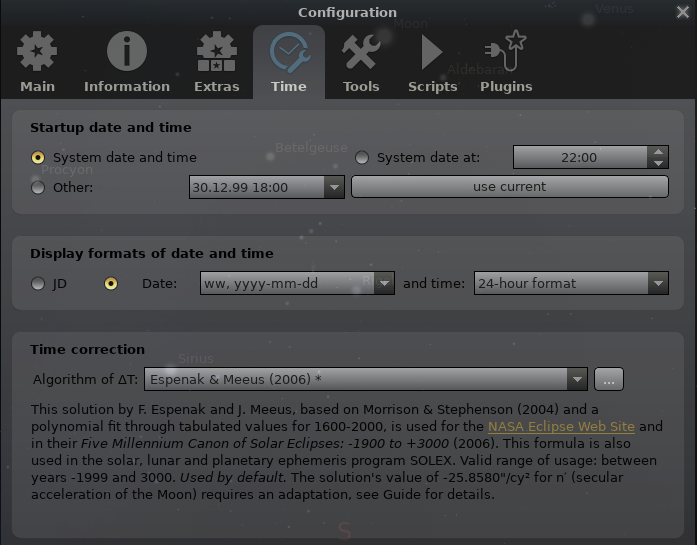 Configuration
Venus
Moon
Aldebara
Main Information Extras Time Tools Scripts Plugins
Startup date and time
Betelgeuse
System date and time System date at: 22:00
Procyon
Other: 30.12.99 18:00 use current
Display formats of date and time
JD Date: ww, yyyy-mm-dd and time: 24-hour format
Time correction
Sirius
Algorithm of ΔT: Espenak & Meeus (2006) * ...
This solution by F. Espenak and J. Meeus, based on Morrison & Stephenson (2004) and a
polynomial fit through tabulated values for 1600-2000, is used for the NASA Eclipse Web Site and
in their Five Millennium Canon of Solar Eclipses: -1900 to +3000 (2006). This formula is also
used in the solar, lunar and planetary ephemeris program SOLEX. Valid range of usage: between
years -1999 and 3000. Used by default. The solution's value of -25.8580"/cy² for n˙ (secular
acceleration of the Moon) requires an adaptation, see Guide for details.
S